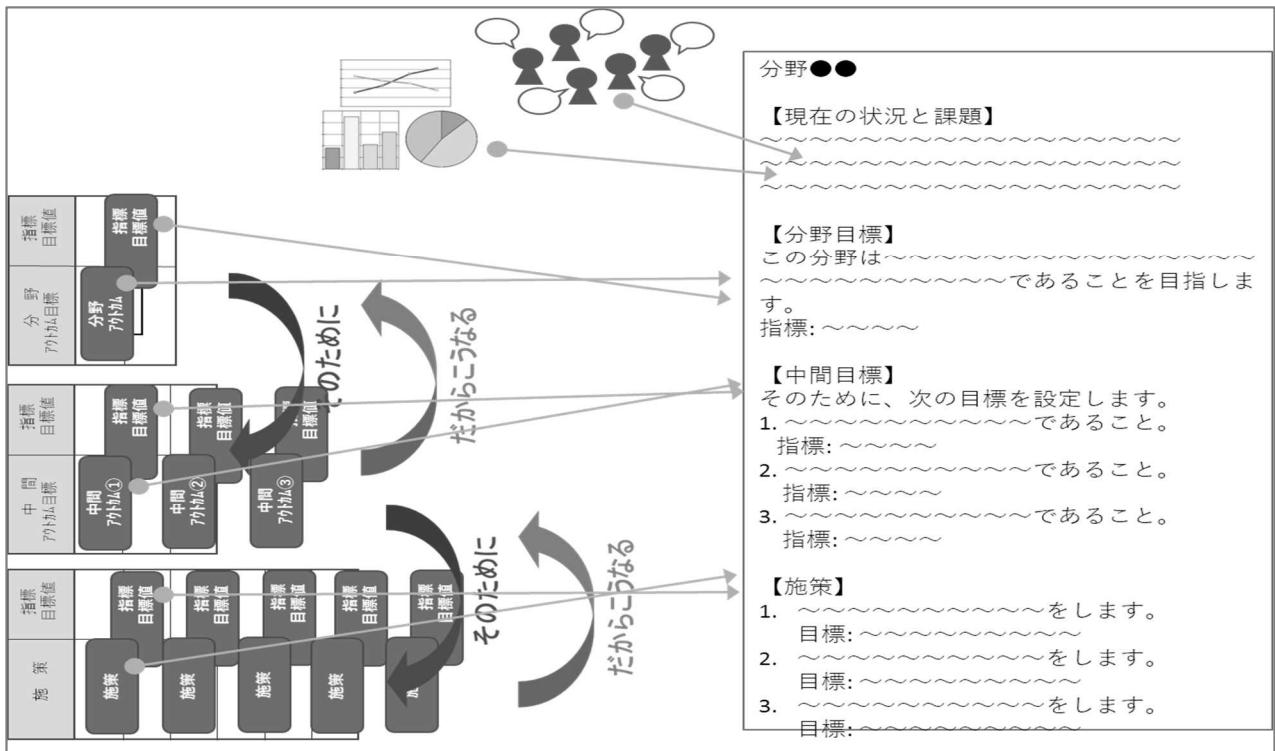 指標
目標値
分　野
アウトカム目標
指標
目標値
分野
アウトカム
そのために
だからこうなる
指標
目標値
中　間
アウトカム目標
指標
目標値
指標
目標値
指標
目標値
中間
アウトカム①
中間
アウトカム②
中間
アウトカム③
そのために
だからこうなる
指標
目標値
施　策
指標
目標値
指標
目標値
指標
目標値
指標
目標値
指標
目標値
施策
施策
施策
施策
施
分野●●
【現在の状況と課題】
～～～～～～～～～～～～～～～～～
～～～～～～～～～～～～～～～～～
～～～～～～～～～～～～～～～～～
【分野目標】
この分野は～～～～～～～～～～～～～～～
～～～～～～～～～～であることを目指しま
す。
指標:～～～～
【中間目標】
そのために、次の目標を設定します。
1. ～～～～～～～～～～であること。
指標:～～～～
2. ～～～～～～～～～～であること。
指標:～～～～
3. ～～～～～～～～～～であること。
指標:～～～～
【施策】
1. ～～～～～～～～～～をします。
目標:～～～～～～～～～
2. ～～～～～～～～～～をします。
目標:～～～～～～～～～
3. ～～～～～～～～～～をします。
目標:～～～～～～～～～